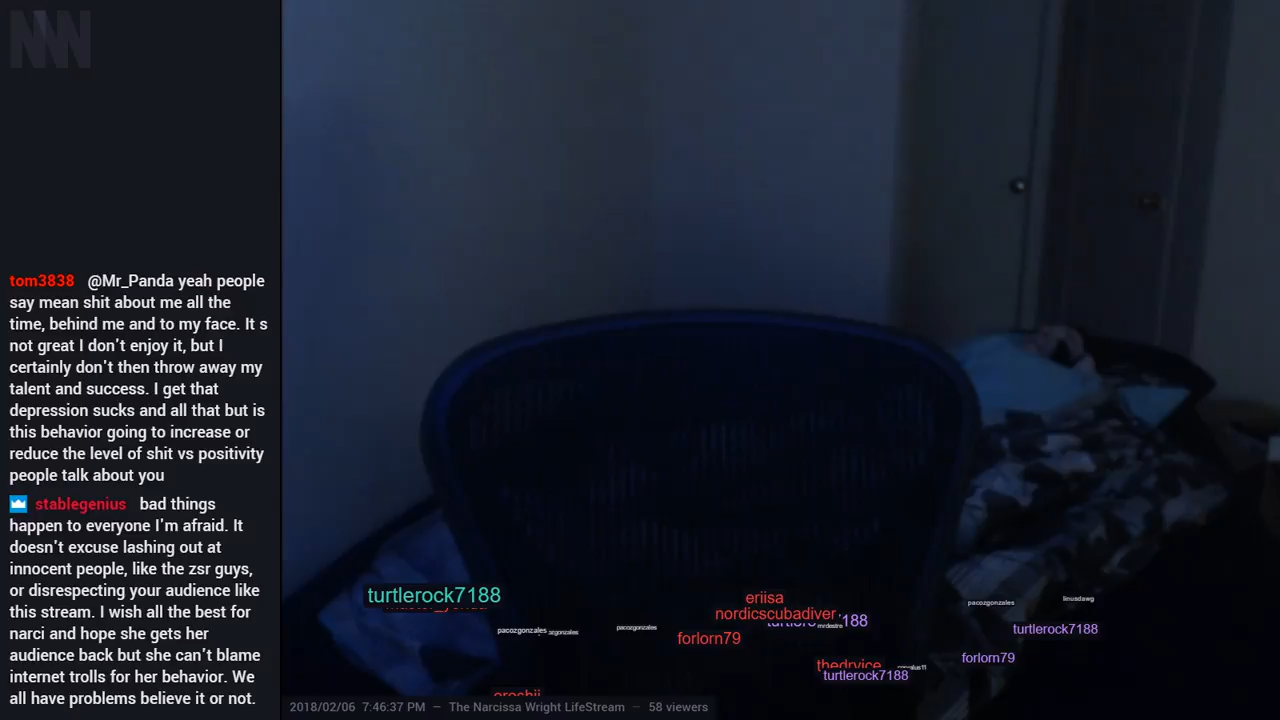 NNN
tom3838 @Mr_Panda yeah people
say mean shit about me all the
time, behind me and to my face. It s
not great I don't enjoy it, but I
certainly don't then throw away my
talent and success. I get that
depression sucks and all that but is
this behavior going to increase or
reduce the level of shit vs positivity
people talk about you
stablegenius bad things
happen to everyone I'm afraid. It
doesn't excuse lashing out at
innocent people, like the zsr guys,
or disrespecting your audience like
this stream. I wish all the best for
narci and hope she gets her
audience back but she can't blame
internet trolls for her behavior. We
all have problems believe it or not.
turtlerock7188
eriisa
nordicscubadiver
188
mrdestre
pacozgonzales
linusdawg
pacozgonzales
pacozgonzales
forlorn79
turtlerock7188
forlorn79
thedrvice
turtlerock7188
2018/02/06 7:46:37 PM — The Narcissa Wright LifeStream — 58 viewers